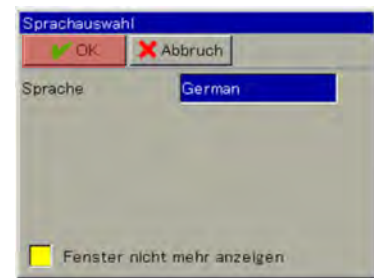 Sprachauswahl
OK Abbruch
Sprache German
Fenster nicht mehr anzeigen